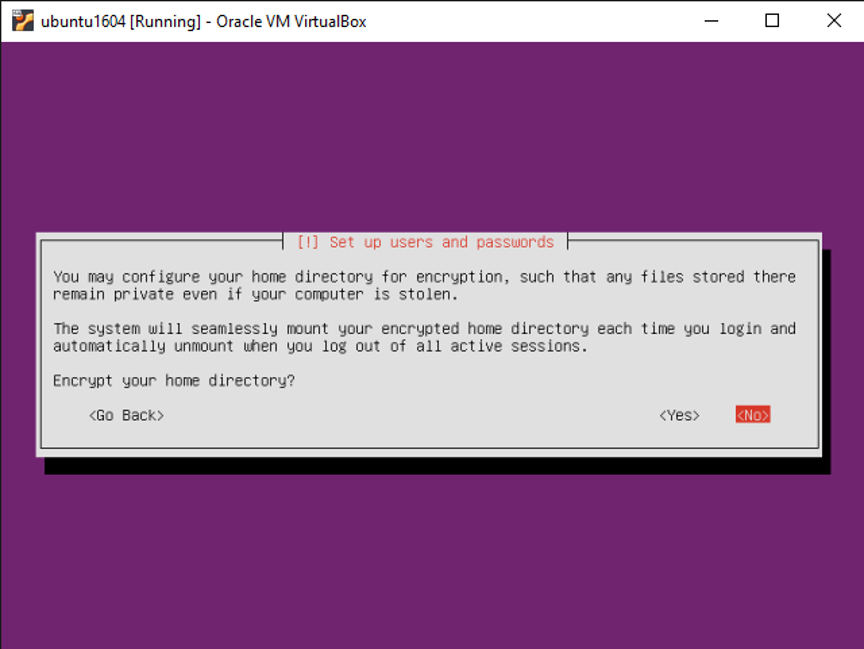 ubuntu1604 [Running] - Oracle VM VirtualBox
[!] Set up users and passwords
You may configure your home directory for encryption, such that any files stored there
remain private even if your computer is stolen.
The system will seamlessly mount your encrypted home directory each time you login and
automatically unmount when you log out of all active sessions.
Encrypt your home directory?
<Go Back> <Yes> <No>